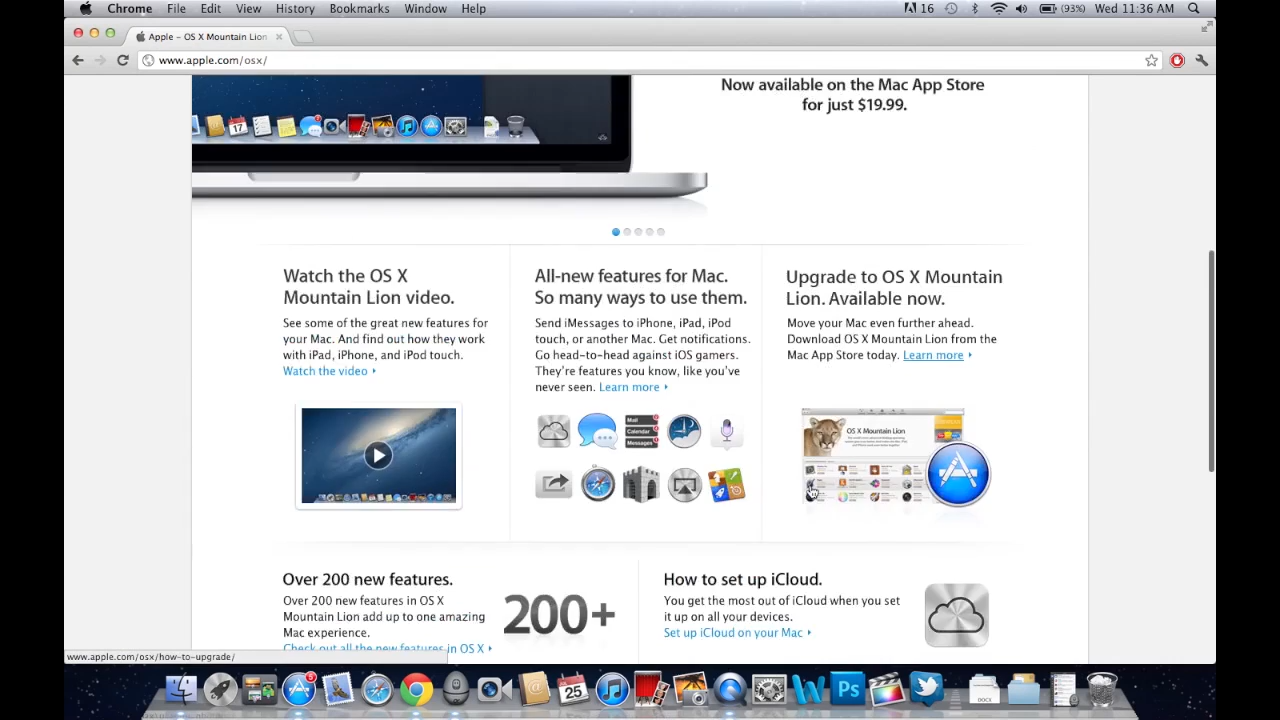 Chrome File Edit View History Bookmarks Window Help 16 (93%) Wed 11:36 AM
Apple – OS X Mountain Lion
www.apple.com/osx/
Now available on the Mac App Store
for just $19.99.
17
Watch the OS X
Mountain Lion video.
See some of the great new features for
your Mac. And find out how they work
with iPad, iPhone, and iPod touch.
Watch the video
All-new features for Mac.
So many ways to use them.
Send iMessages to iPhone, iPad, iPod
touch, or another Mac. Get notifications.
Go head-to-head against iOS gamers.
They're features you know, like you've
never seen. Learn more
Mail
Calendar
Messages
Upgrade to OS X Mountain
Lion. Available now.
Move your Mac even further ahead.
Download OS X Mountain Lion from the
Mac App Store today. Learn more
OS X Mountain Lion
Over 200 new features.
Over 200 new features in OS X
Mountain Lion add up to one amazing
Mac experience.
Check out all the new features in OS X
200+
How to set up iCloud.
You get the most out of iCloud when you set
it up on all your devices.
Set up iCloud on your Mac
www.apple.com/osx/how-to-upgrade/
5
25
Ps
DOCX